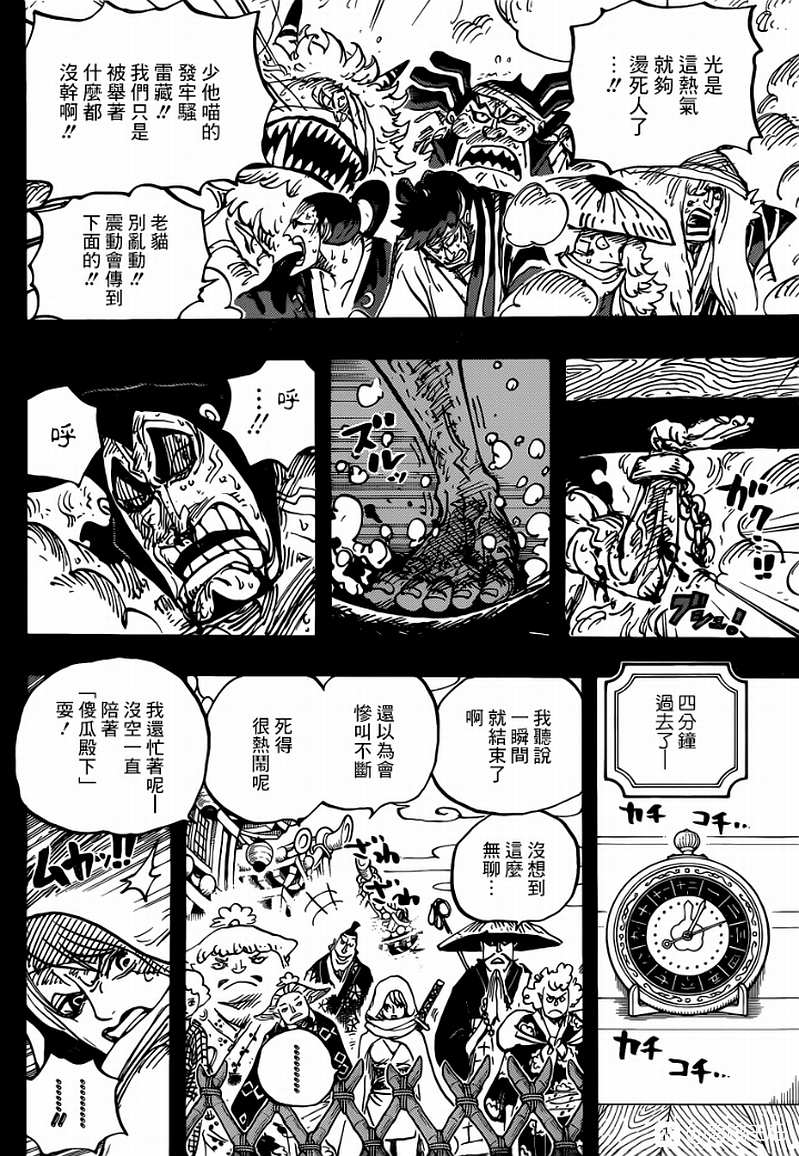 光是
這熱氣
就夠
燙死人了
!!
少他喵的
發牢騷
雷藏!!
我們只是
被舉著
什麼都
沒幹啊!!
老貓
別亂動!!
震動會傳到
下面的!!
ガク…
ブシュー!
ズルッ
呼
…!!
呼
四分鐘
過去了—
カチ
コチ…
カチ
コチ…
我聽說
一瞬間
就結束了
啊
還以為會
慘叫不斷
死得
很熱鬧呢
沒想到
這麼
無聊…
………
我還忙著呢—
沒空一直
陪著
「傻瓜殿下」
耍!
ムカッ!!
………